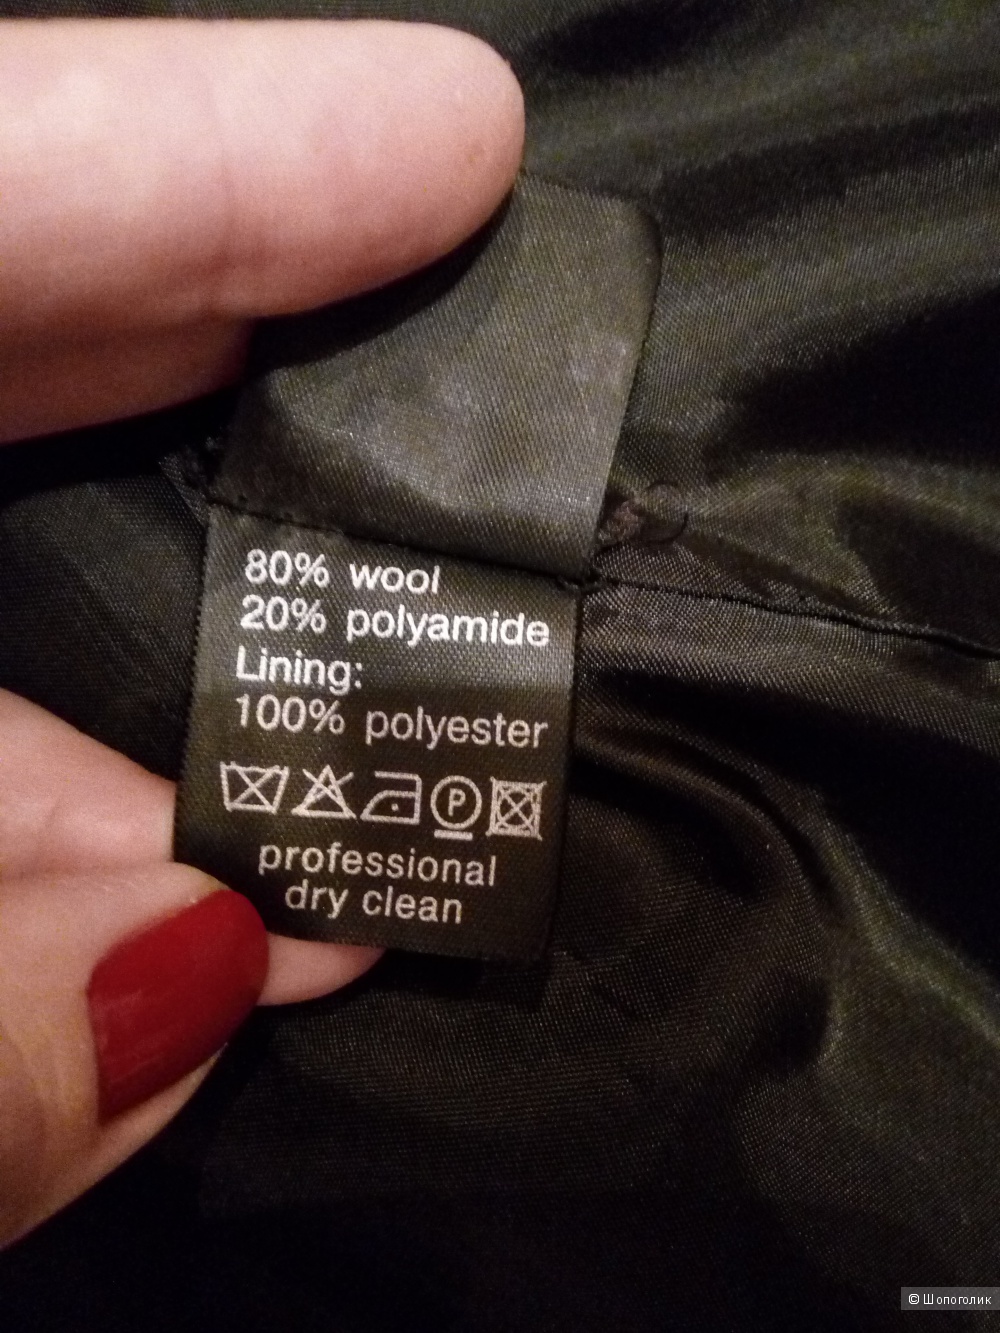 80% wool
20% polyamide
Lining:
100% polyester
P
professional
dry clean
© Шопоголик